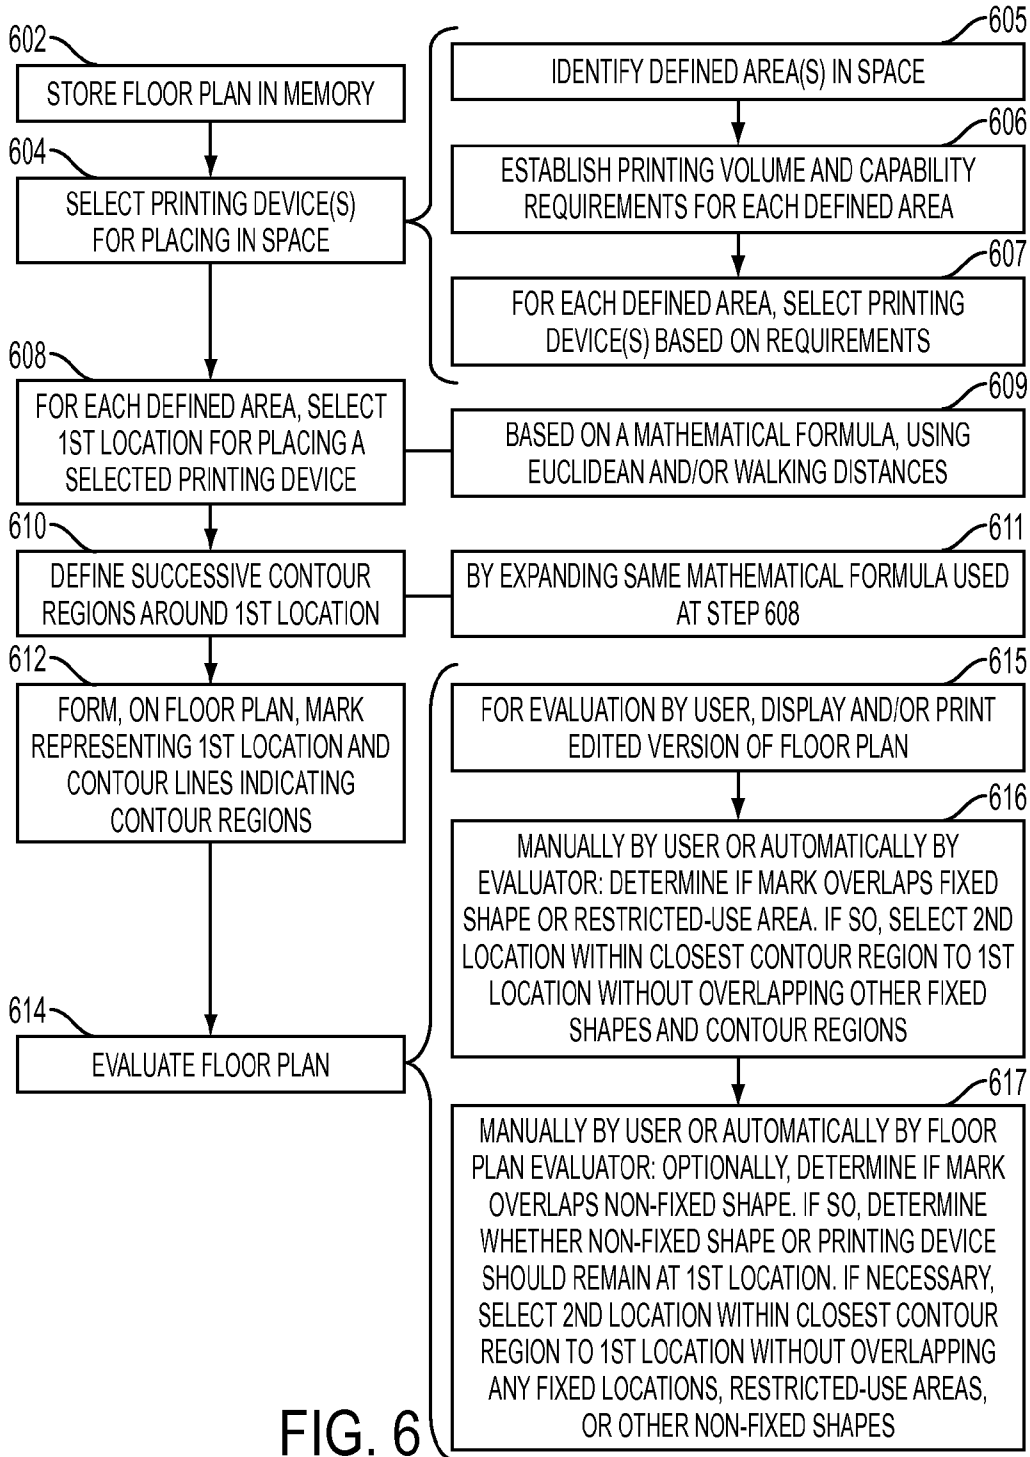 602
STORE FLOOR PLAN IN MEMORY
604
SELECT PRINTING DEVICE(S)
FOR PLACING IN SPACE
605
IDENTIFY DEFINED AREA(S) IN SPACE
606
ESTABLISH PRINTING VOLUME AND CAPABILITY
REQUIREMENTS FOR EACH DEFINED AREA
607
FOR EACH DEFINED AREA, SELECT PRINTING
DEVICE(S) BASED ON REQUIREMENTS
608
FOR EACH DEFINED AREA, SELECT
1ST LOCATION FOR PLACING A
SELECTED PRINTING DEVICE
609
BASED ON A MATHEMATICAL FORMULA, USING
EUCLIDEAN AND/OR WALKING DISTANCES
610
DEFINE SUCCESSIVE CONTOUR
REGIONS AROUND 1ST LOCATION
611
BY EXPANDING SAME MATHEMATICAL FORMULA USED
AT STEP 608
612
FORM, ON FLOOR PLAN, MARK
REPRESENTING 1ST LOCATION AND
CONTOUR LINES INDICATING
CONTOUR REGIONS
614
EVALUATE FLOOR PLAN
615
FOR EVALUATION BY USER, DISPLAY AND/OR PRINT
EDITED VERSION OF FLOOR PLAN
616
MANUALLY BY USER OR AUTOMATICALLY BY
EVALUATOR: DETERMINE IF MARK OVERLAPS FIXED
SHAPE OR RESTRICTED-USE AREA. IF SO, SELECT 2ND
LOCATION WITHIN CLOSEST CONTOUR REGION TO 1ST
LOCATION WITHOUT OVERLAPPING OTHER FIXED
SHAPES AND CONTOUR REGIONS
617
MANUALLY BY USER OR AUTOMATICALLY BY FLOOR
PLAN EVALUATOR: OPTIONALLY, DETERMINE IF MARK
OVERLAPS NON-FIXED SHAPE. IF SO, DETERMINE
WHETHER NON-FIXED SHAPE OR PRINTING DEVICE
SHOULD REMAIN AT 1ST LOCATION. IF NECESSARY,
SELECT 2ND LOCATION WITHIN CLOSEST CONTOUR
REGION TO 1ST LOCATION WITHOUT OVERLAPPING
ANY FIXED LOCATIONS, RESTRICTED-USE AREAS,
OR OTHER NON-FIXED SHAPES
FIG. 6